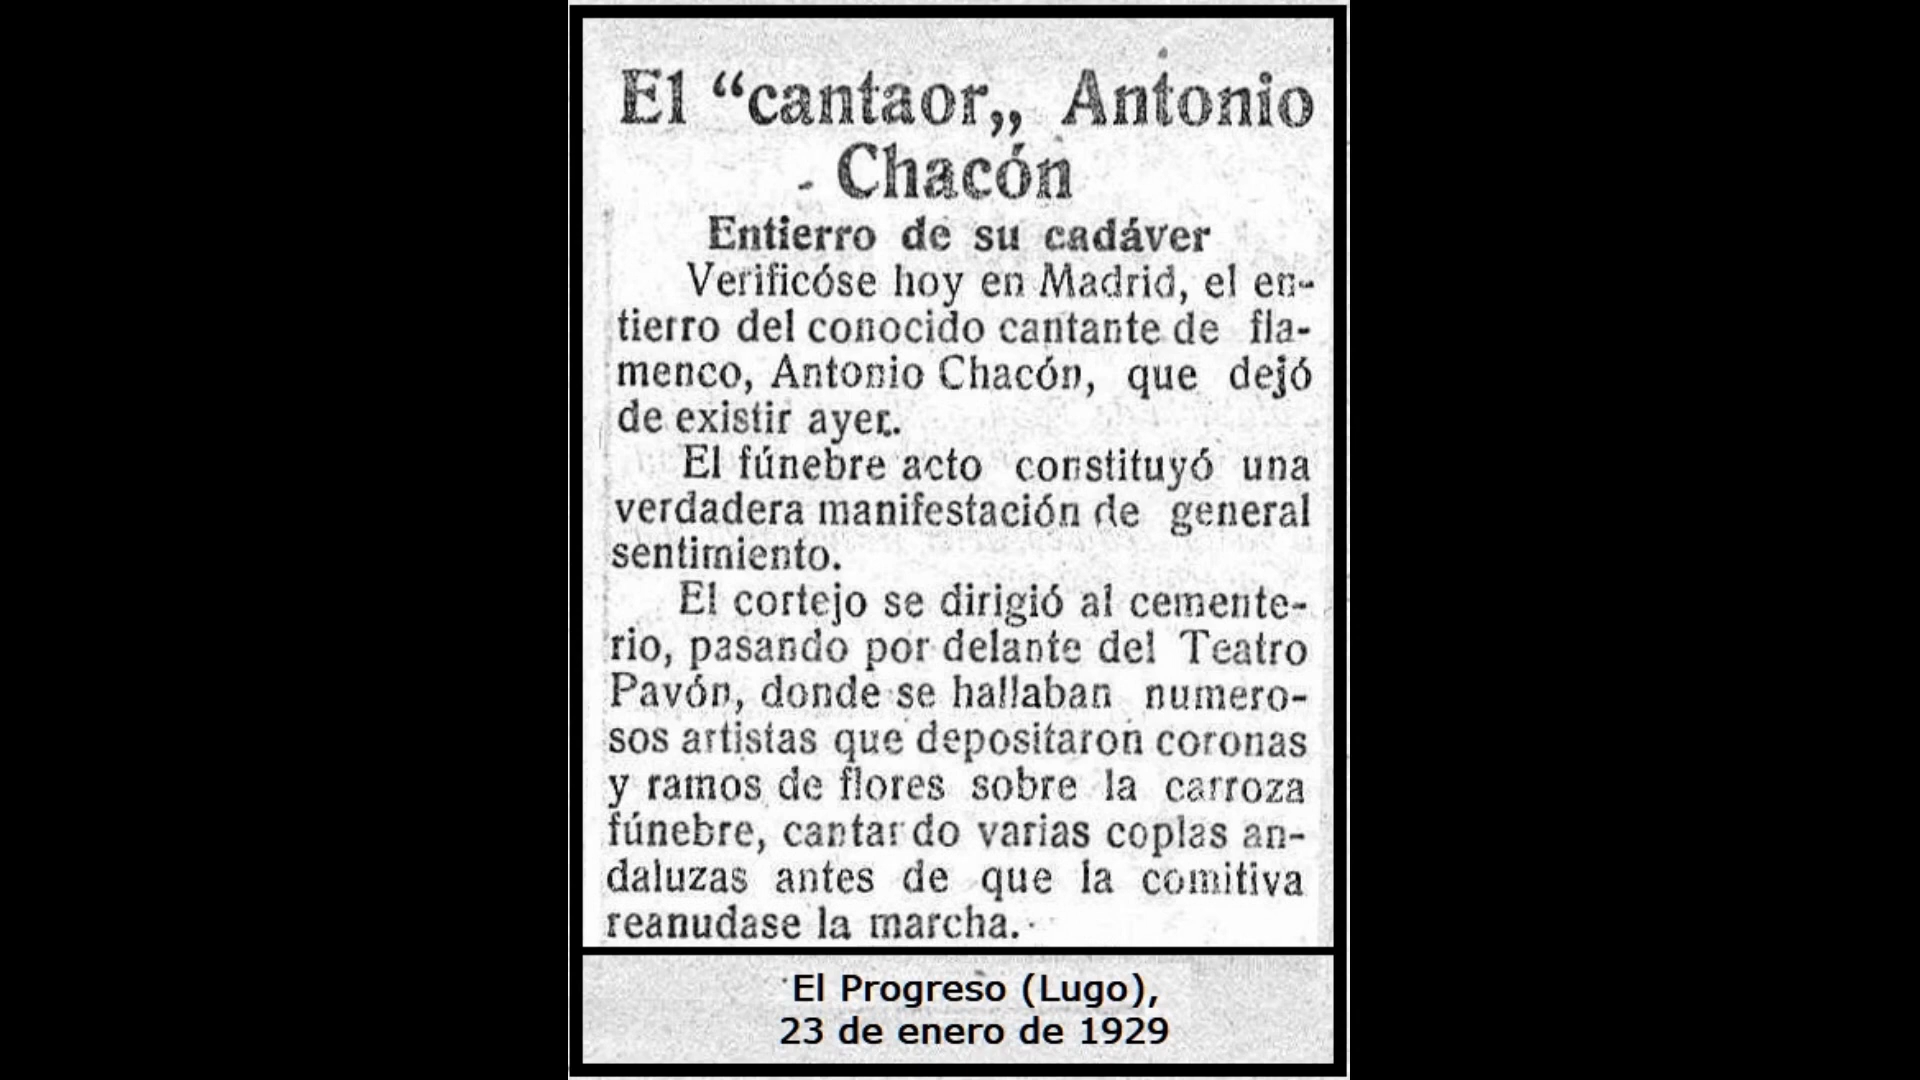 El “cantaor„ Antonio
Chacón
Entierro de su cadáver
Verificóse hoy en Madrid, el en-
tierro del conocido cantante de fla-
menco, Antonio Chacón, que dejó
de existir ayer.
El fúnebre acto constituyó una
verdadera manifestación de general
sentimiento.
El cortejo se dirigió al cemente-
rio, pasando por delante del Teatro
Pavón, donde se hallaban numero-
sos artistas que depositaron coronas
y ramos de flores sobre la carroza
fúnebre, cantando varias coplas an-
daluzas antes de que la comitiva
reanudase la marcha.
El Progreso (Lugo),
23 de enero de 1929